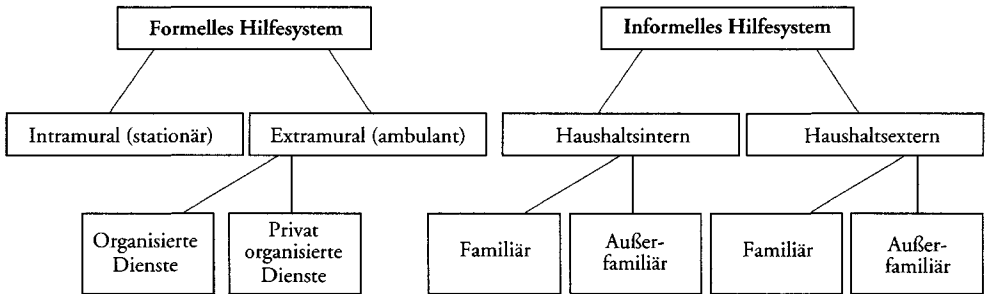 Formelles Hilfesystem
Informelles Hilfesystem
Intramural (stationär)
Extramural (ambulant)
Haushaltsintern
Haushaltsextern
Organisierte
Dienste
Privat
organisierte
Dienste
Familiär
Außer-
familiär
Familiär
Außer-
familiär